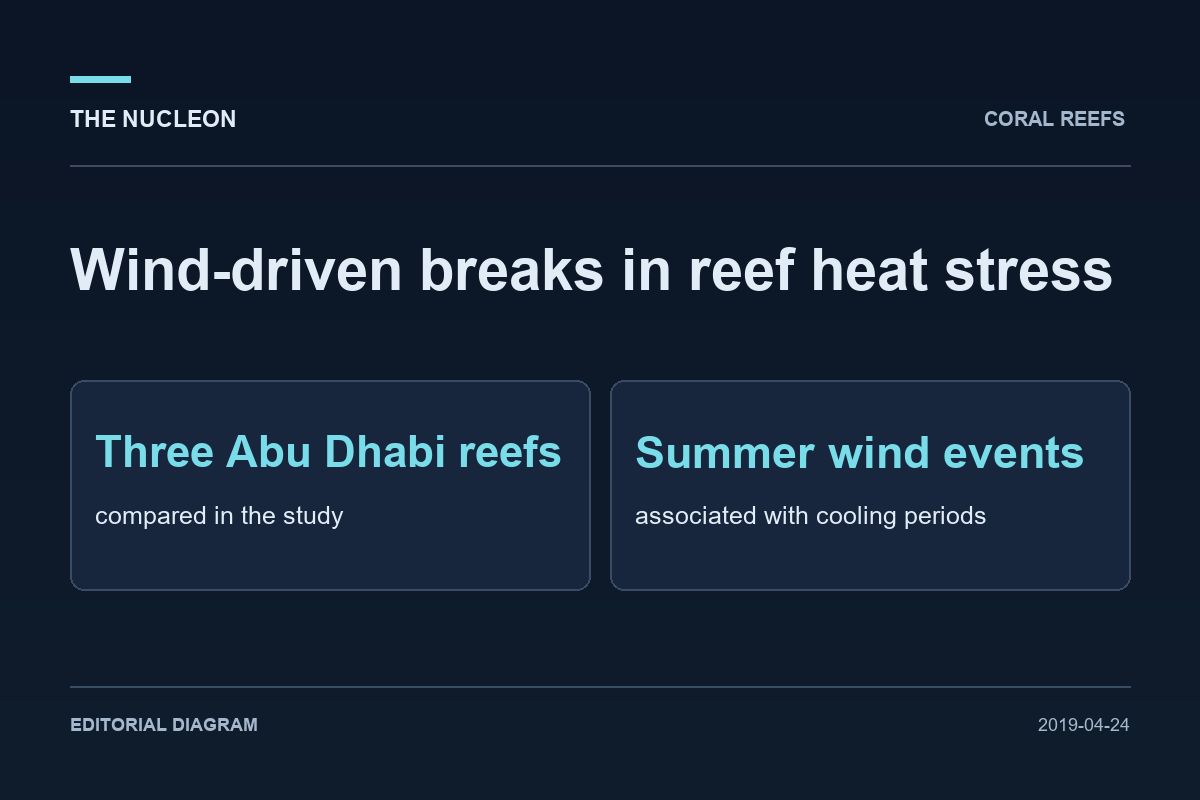 THE NUCLEON
CORAL REEFS
Wind-driven breaks in reef heat stress
Three Abu Dhabi reefs
compared in the study
Summer wind events
associated with cooling periods
EDITORIAL DIAGRAM
2019-04-24